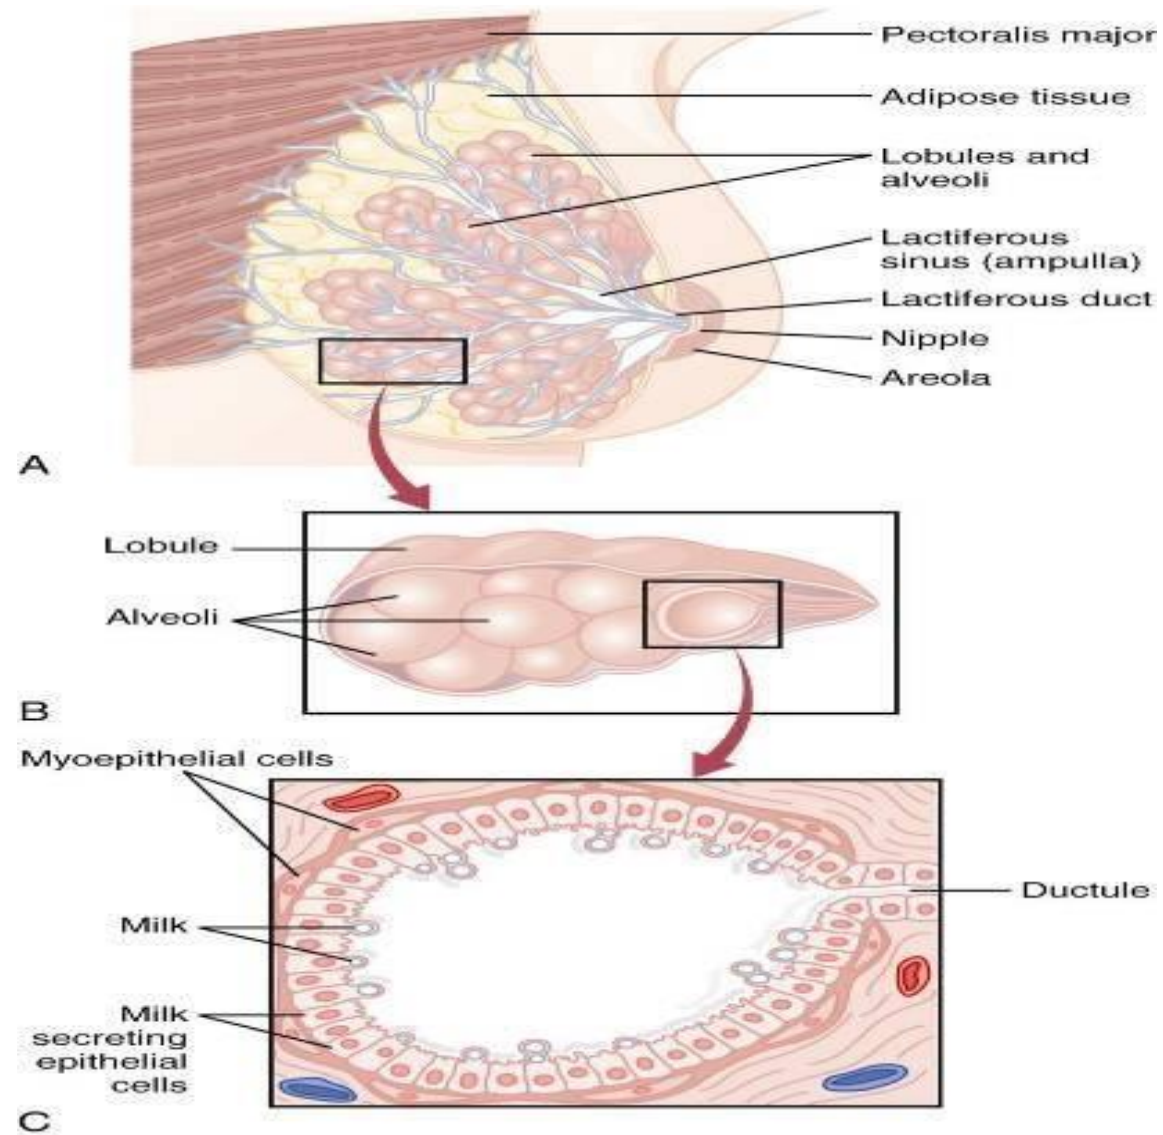 Pectoralis major
Adipose tissue
Lobules and
alveoli
Lactiferous
sinus (ampulla)
Lactiferous duct
Nipple
Areola
A
Lobule
Alveoli
B
Myoepithelial cells
Ductule
Milk
Milk
secreting
epithelial
cells
C